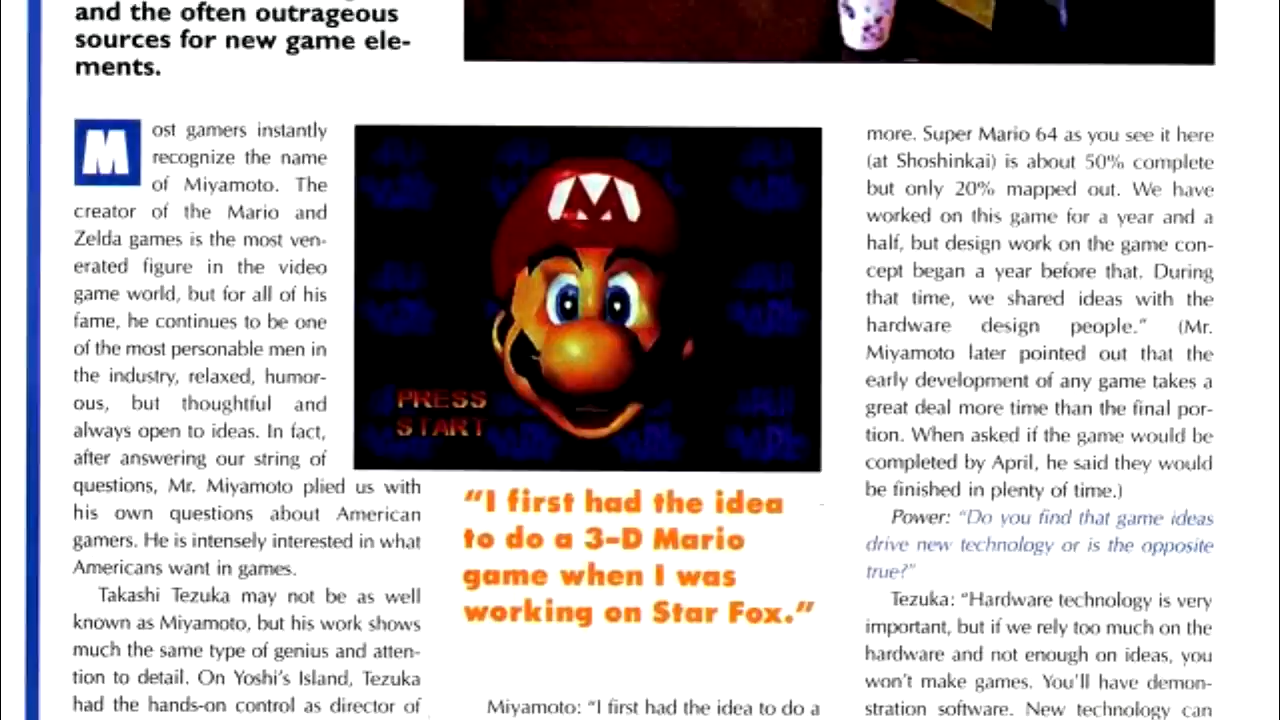 and the often outrageous
sources for new game ele-
ments.
Most gamers instantly
recognize the name
of Miyamoto. The
creator of the Mario and
Zelda games is the most ven-
erated figure in the video
game world, but for all of his
fame, he continues to be one
of the most personable men in
the industry, relaxed, humor-
ous, but thoughtful and
always open to ideas. In fact,
after answering our string of
questions, Mr. Miyamoto plied us with
his own questions about American
gamers. He is intensely interested in what
Americans want in games.
Takashi Tezuka may not be as well
known as Miyamoto, but his work shows
much the same type of genius and atten-
tion to detail. On Yoshi's Island, Tezuka
had the hands-on control as director of
M
PRESS
START
"I first had the idea
to do a 3-D Mario
game when I was
working on Star Fox."
Miyamoto: "I first had the idea to do a
more. Super Mario 64 as you see it here
(at Shoshinkai) is about 50% complete
but only 20% mapped out. We have
worked on this game for a year and a
half, but design work on the game con-
cept began a year before that. During
that time, we shared ideas with the
hardware design people." (Mr.
Miyamoto later pointed out that the
early development of any game takes a
great deal more time than the final por-
tion. When asked if the game would be
completed by April, he said they would
be finished in plenty of time.)
Power: "Do you find that game ideas
drive new technology or is the opposite
true?"
Tezuka: "Hardware technology is very
important, but if we rely too much on the
hardware and not enough on ideas, you
won't make games. You'll have demon-
stration software. New technology can